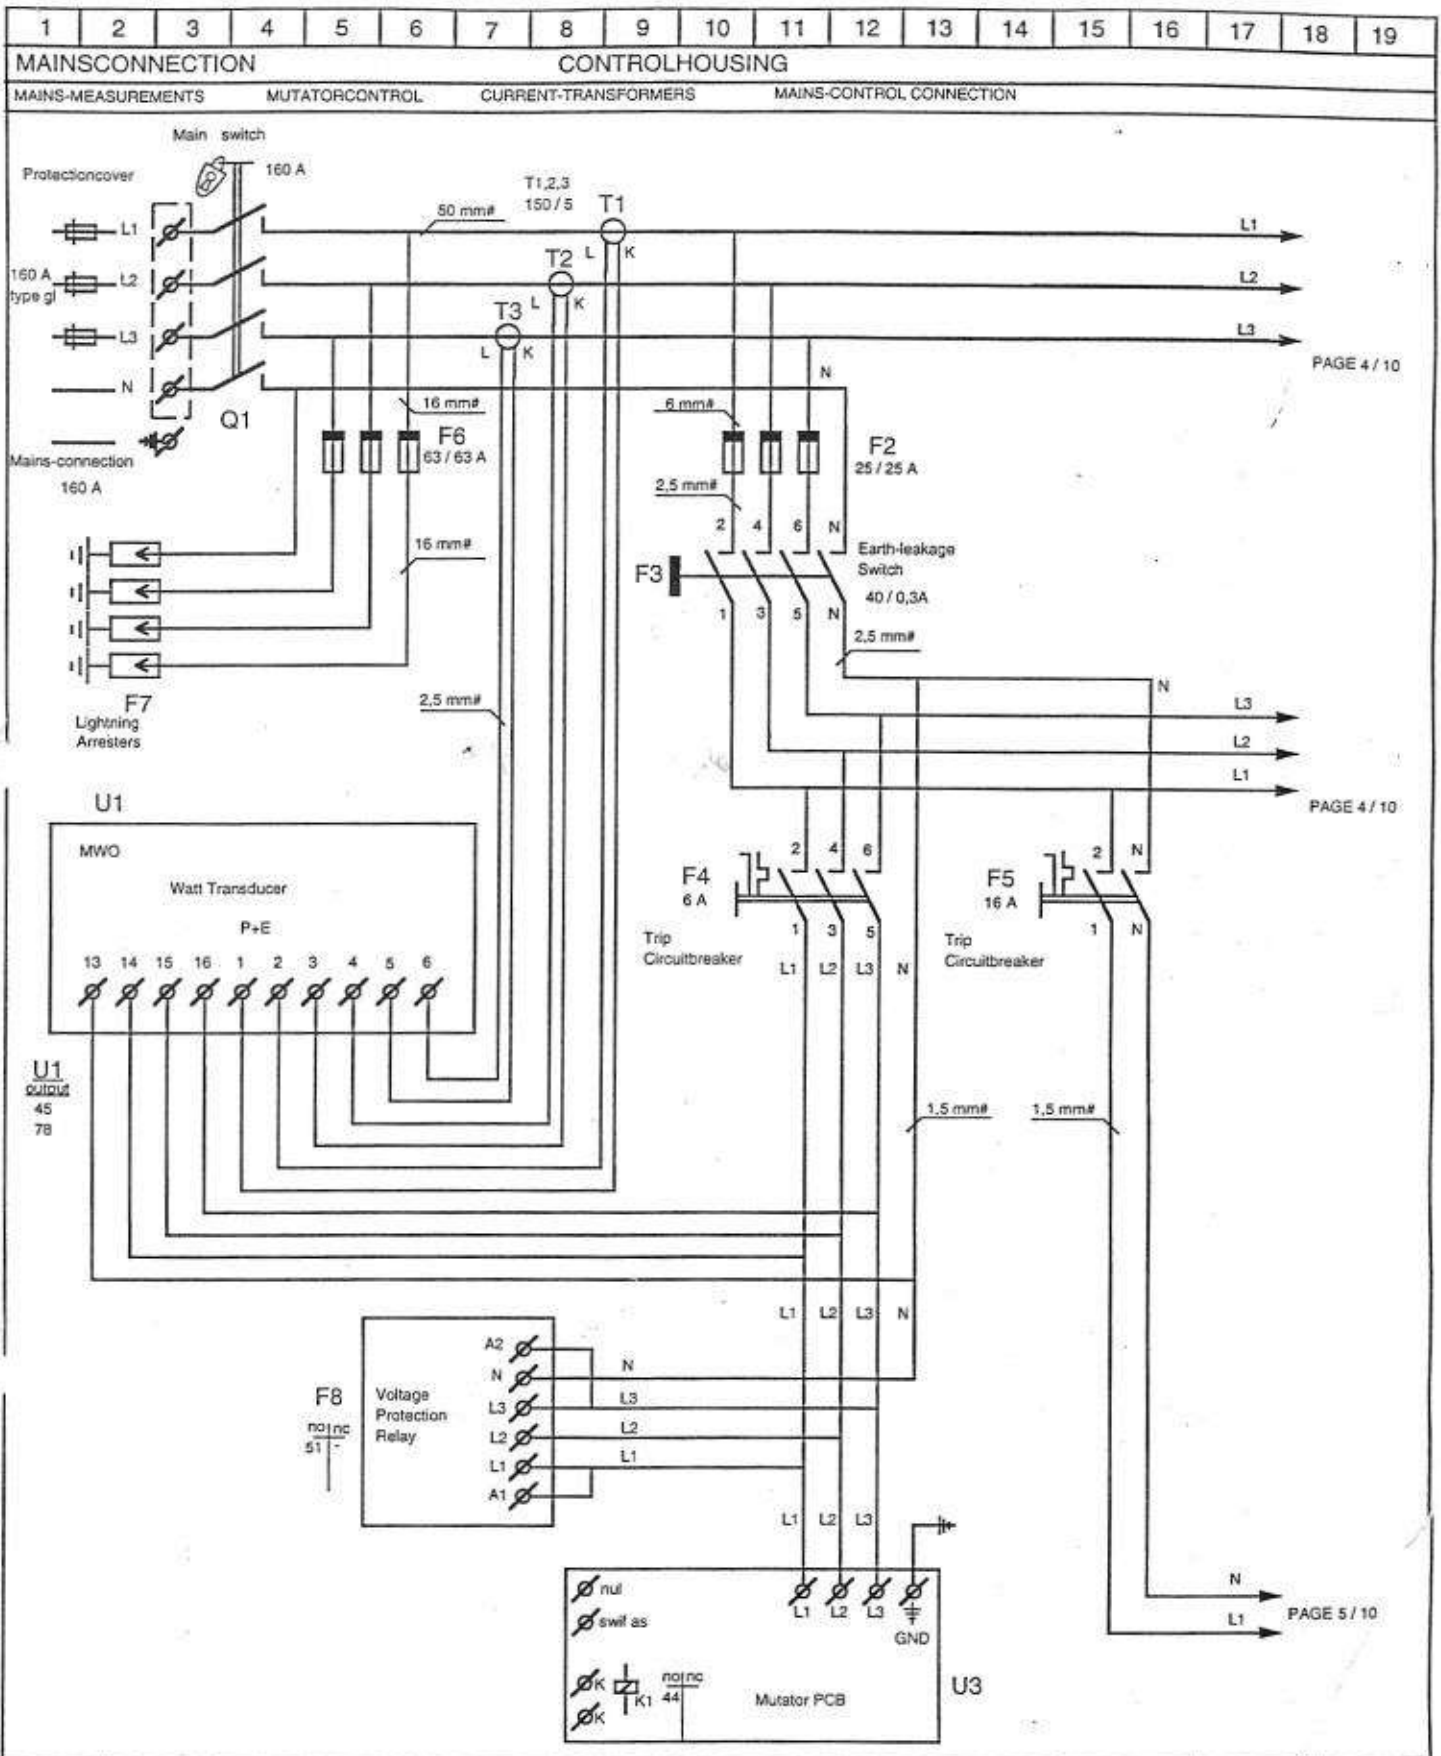 1 2 3 4 5 6 7 8 9 10 11 12 13 14 15 16 17 18 19
MAINSCONNECTION CONTROLHOUSING
MAINS-MEASUREMENTS MUTATORCONTROL CURRENT-TRANSFORMERS MAINS-CONTROL CONNECTION
Main switch
160 A
Protectioncover
T1,2,3
150 / 5
T1
50 mm#
L1
L1
L K
T2
160 A
type gl
L2
L2
L K
T3
L3
L3
L K
PAGE 4 / 10
N
N
Q1
16 mm#
6 mm#
F6
63 / 63 A
F2
25 / 25 A
Mains-connection
160 A
2,5 mm#
2 4 6 N
16 mm#
Earth-leakage
Switch
40 / 0,3A
F3
1 3 5 N
2,5 mm#
F7
Lightning
Arresters
2,5 mm#
N
L3
L2
L1
PAGE 4 / 10
U1
MWO
Watt Transducer
P+E
13 14 15 16 1 2 3 4 5 6
2 4 6
F4
6 A
1 3 5
Trip
Circuitbreaker
L1 L2 L3 N
2 N
F5
16 A
1 N
Trip
Circuitbreaker
U1
output
45
78
1,5 mm#
1,5 mm#
L1 L2 L3 N
F8
no nc
51 -
Voltage
Protection
Relay
A2
N
L3
L2
L1
A1
N
L3
L2
L1
L1 L2 L3
nul
swif as
L1 L2 L3
GND
K
K
K1
no nc
44
Mutator PCB
U3
N
L1
PAGE 5 / 10